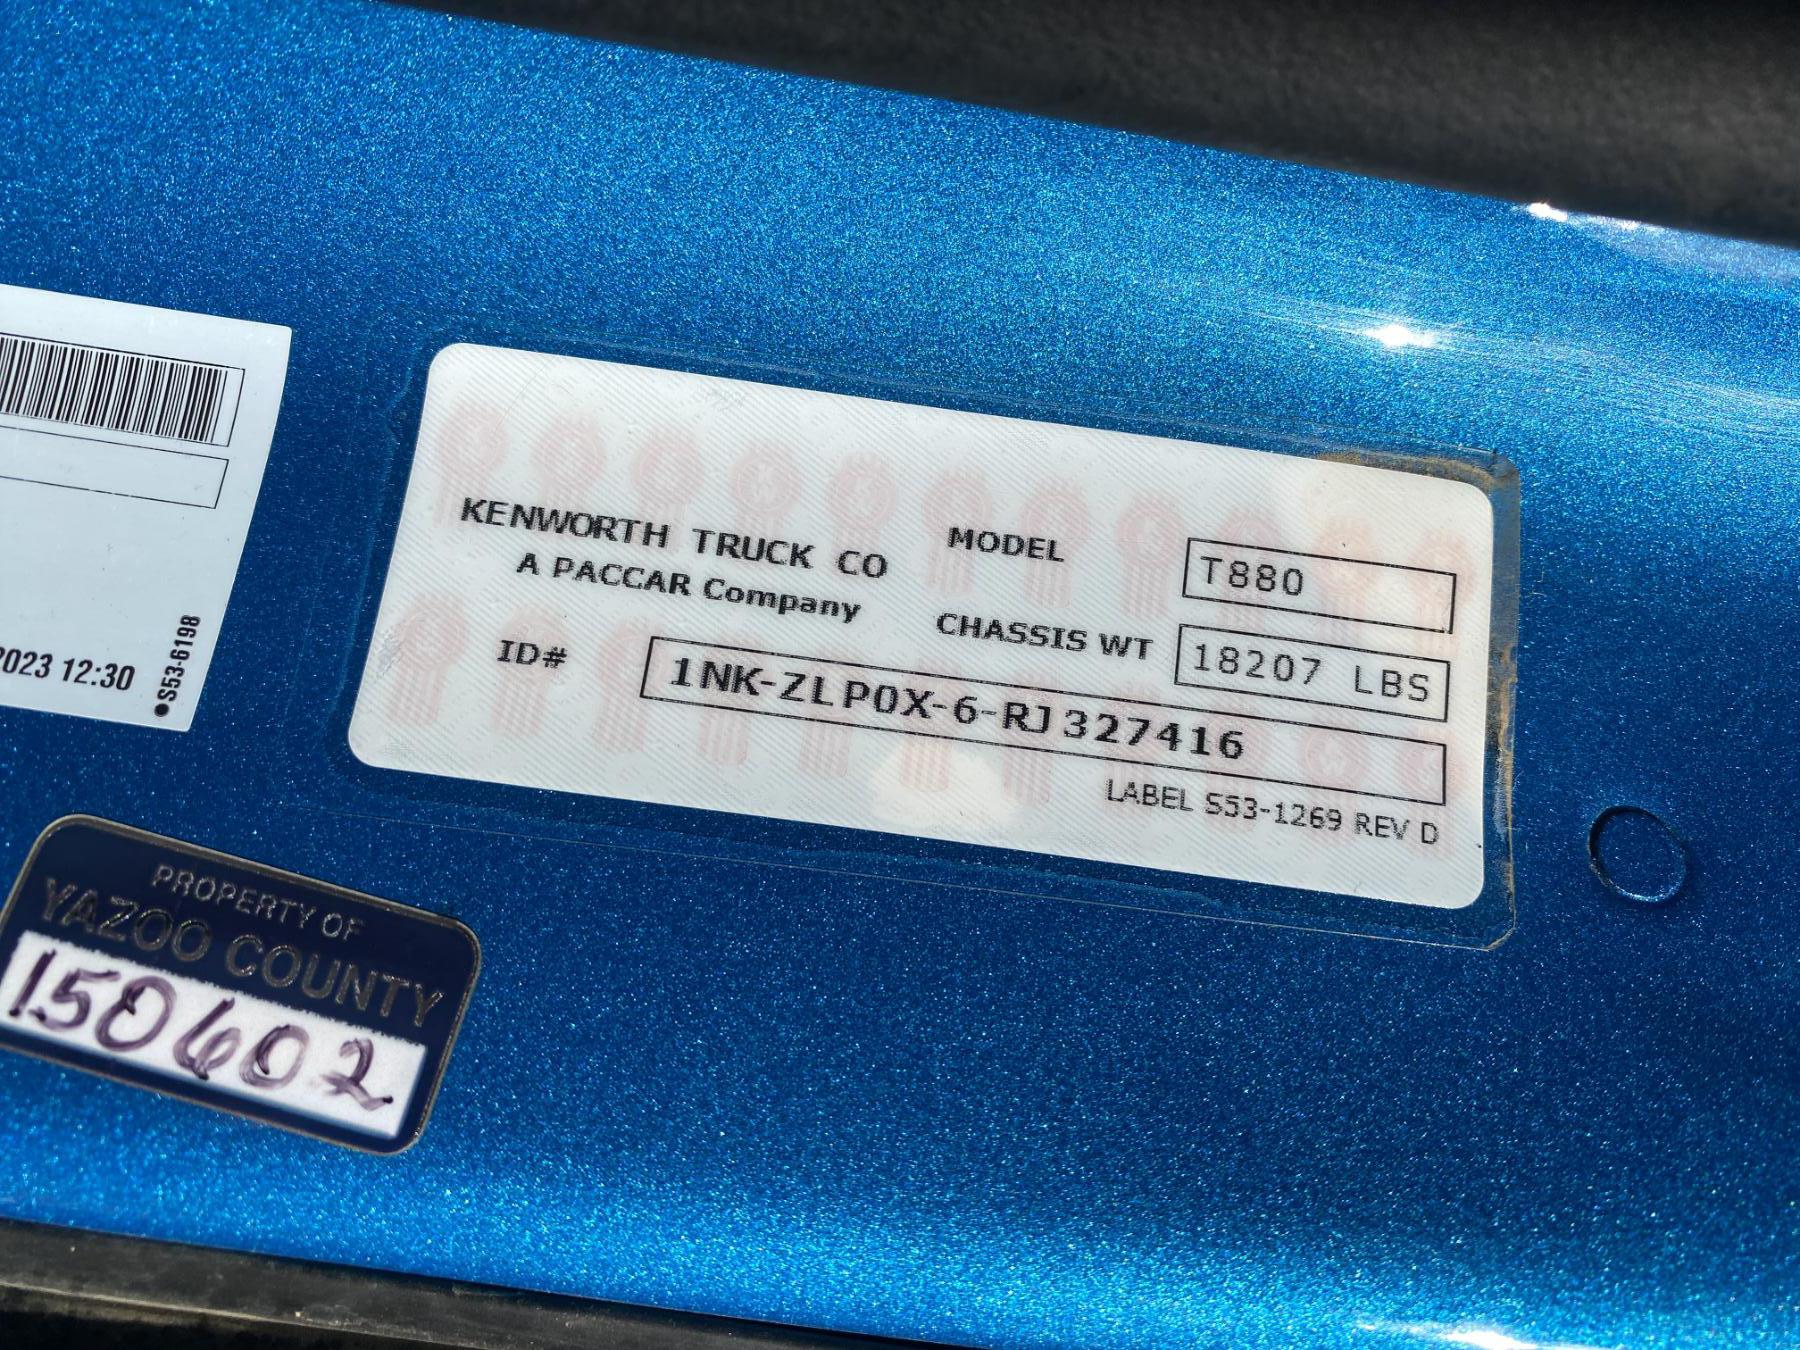 2023 12:30
S53-6198
KENWORTH TRUCK CO
A PACCAR Company
MODEL
T880
CHASSIS WT
18207 LBS
ID#
1NK-ZLP0X-6-RJ327416
LABEL S53-1269 REV D
PROPERTY OF
YAZOO COUNTY
150602